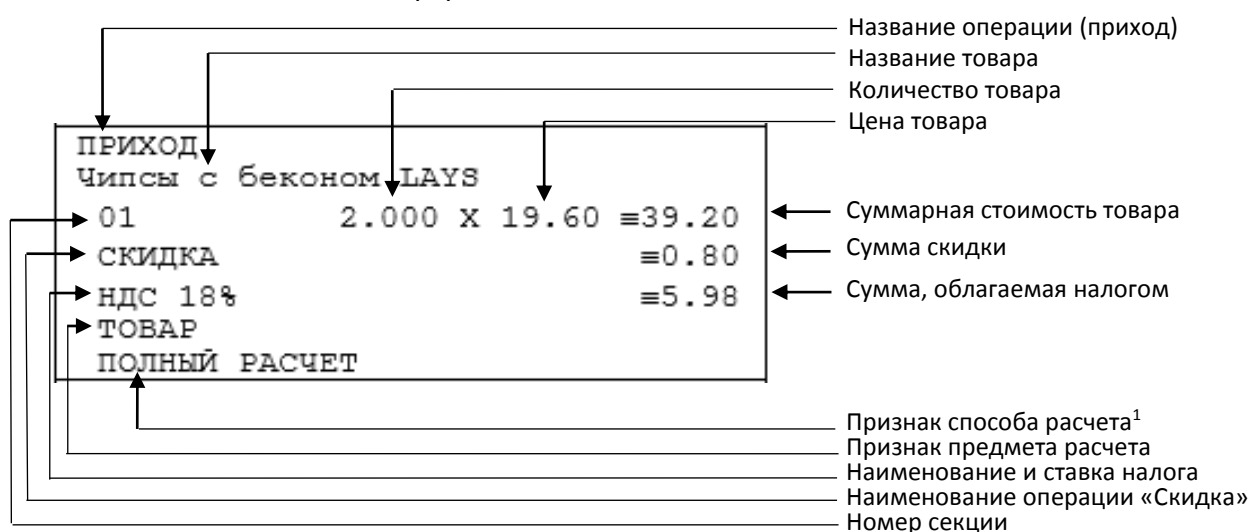 Название операции (приход)
Название товара
Количество товара
Цена товара
ПРИХОД
Чипсы с беконом LAYS
01 2.000 X 19.60 ≡39.20
Суммарная стоимость товара
СКИДКА ≡0.80
Сумма скидки
НДС 18% ≡5.98
Сумма, облагаемая налогом
ТОВАР
ПОЛНЫЙ РАСЧЕТ
Признак способа расчета¹
Признак предмета расчета
Наименование и ставка налога
Наименование операции «Скидка»
Номер секции